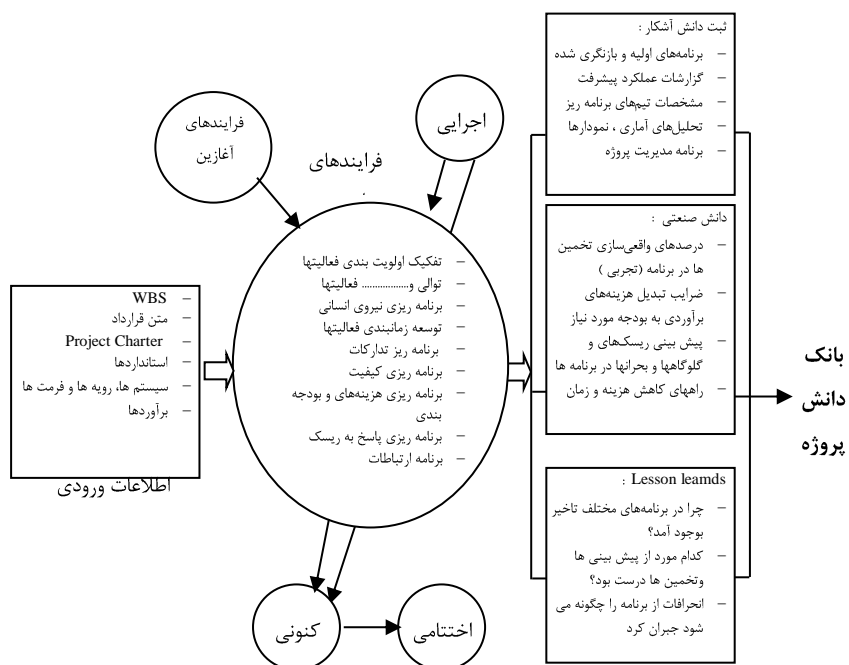 ثبت دانش آشکار :
– برنامه‌های اولیه و بازنگری شده
– گزارشات عملکرد پیشرفت
– مشخصات تیم‌های برنامه ریز
– تحلیل‌های آماری ، نمودارها
– برنامه مدیریت پروژه
اجرایی
فرایندهای
آغازین
فرایندهای
دانش صنعتی :
– درصدهای واقعی‌سازی تخمین
ها در برنامه (تجربی )
– ضرایب تبدیل هزینه‌های
برآوردی به بودجه مورد نیاز
– پیش بینی ریسک‌های و
گلوگاهها و بحرانها در برنامه ها
– راههای کاهش هزینه و زمان
– تفکیک اولویت بندی فعالیتها
– توالی و.................. فعالیتها
– برنامه ریزی نیروی انسانی
– توسعه زمانبندی فعالیتها
– برنامه ریز تدارکات
– برنامه ریزی کیفیت
– برنامه ریزی هزینه‌های و بودجه
بندی
– برنامه ریزی پاسخ به ریسک
– برنامه ارتباطات
– WBS
– متن قرارداد
– Project Charter
– استانداردها
– سیستم ها، رویه ها و فرمت ها
– برآوردها
اطلاعات ورودی
بانک
دانش
پروژه
Lesson leamds :
– چرا در برنامه‌های مختلف تاخیر
بوجود آمد؟
– کدام مورد از پیش بینی ها
وتخمین ها درست بود؟
– انحرافات از برنامه را چگونه می
شود جبران کرد
کنونی
اختتامی